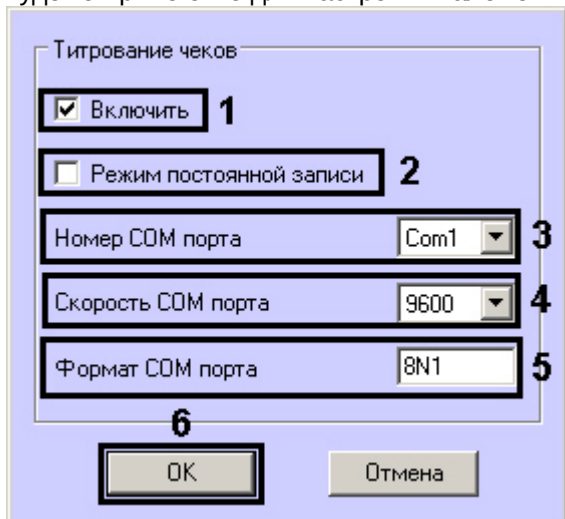 Титрование чеков
Включить 1
Режим постоянной записи 2
Номер COM порта Com1 3
Скорость COM порта 9600 4
Формат COM порта 8N1 5
6
OK Отмена